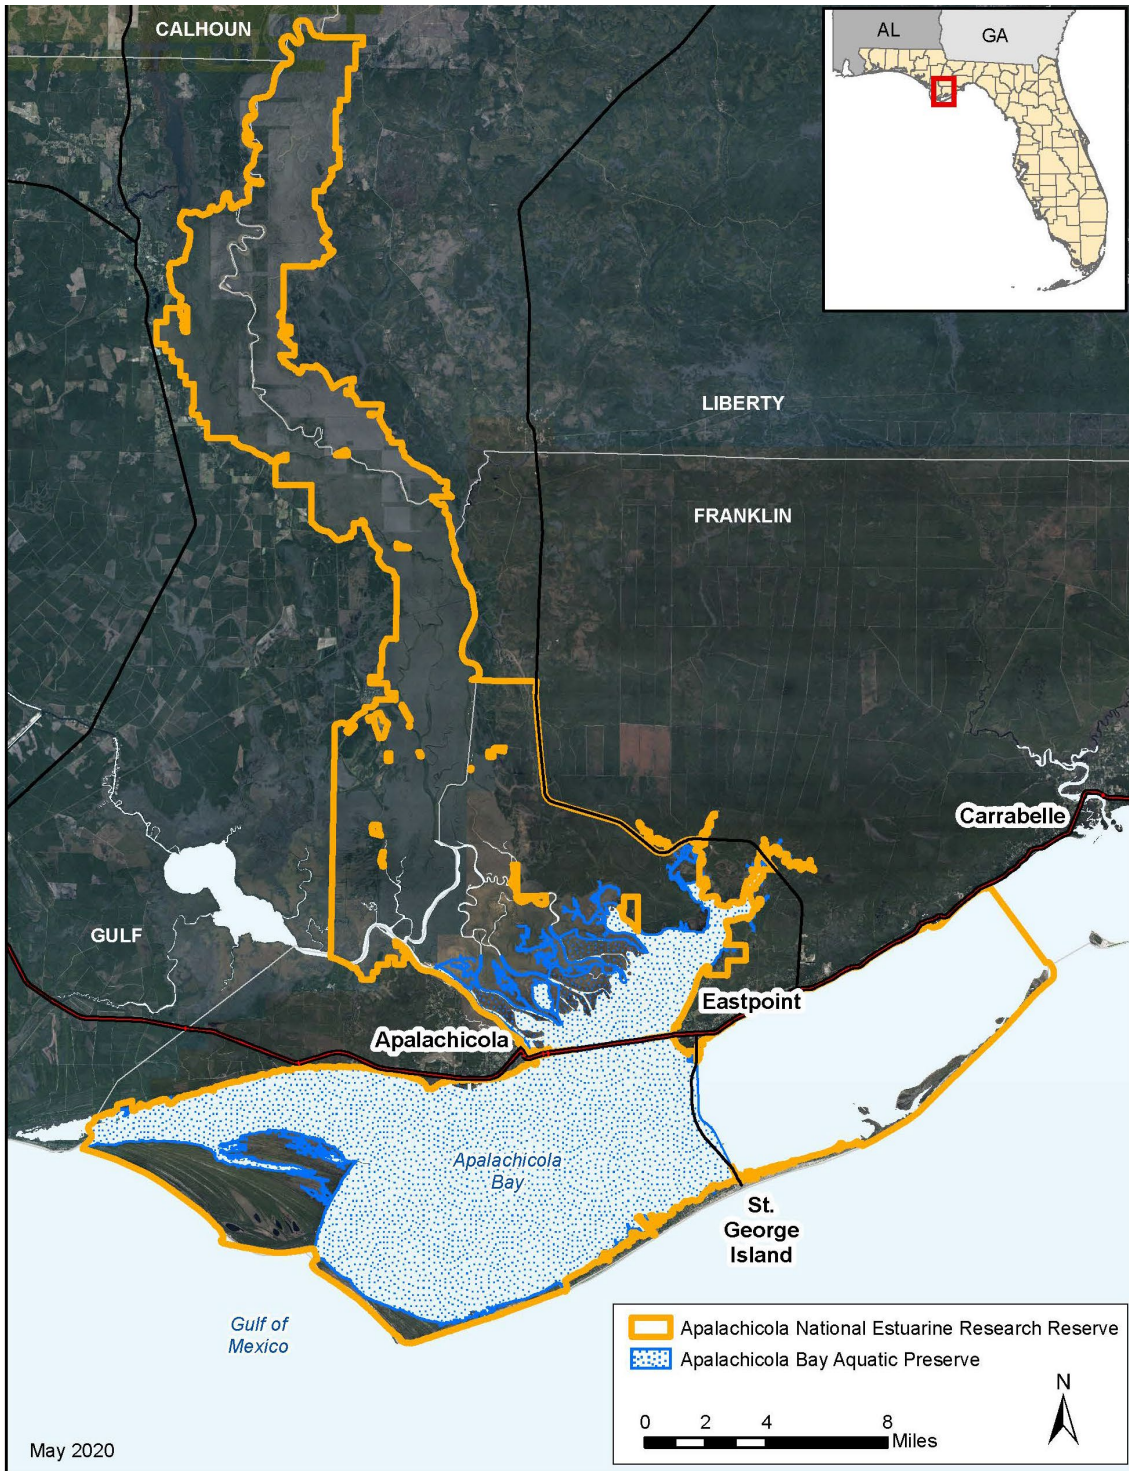 CALHOUN
AL
GA
LIBERTY
FRANKLIN
Carrabelle
GULF
Eastpoint
Apalachicola
Apalachicola
Bay
St.
George
Island
Gulf of
Mexico
Apalachicola National Estuarine Research Reserve
Apalachicola Bay Aquatic Preserve
N
0 2 4 8
Miles
May 2020